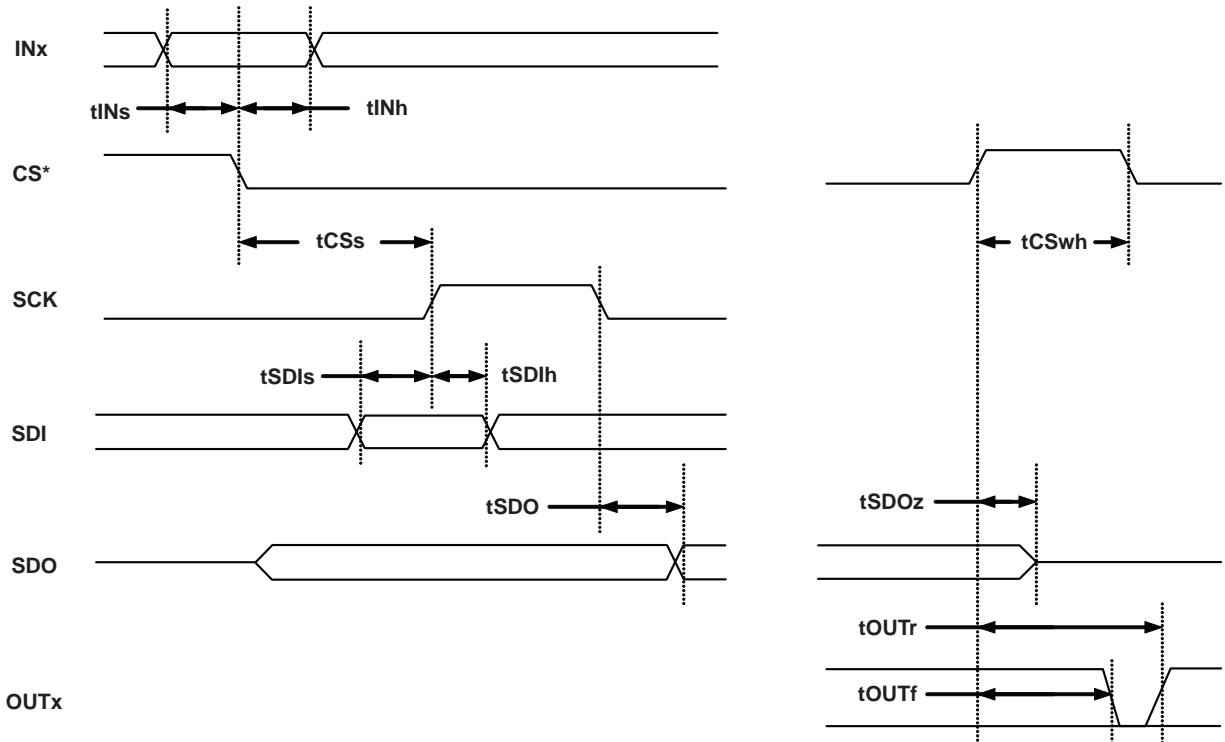 INx
tINs
tINh
CS*
tCSs
tCSwh
SCK
tSDIs
tSDIh
SDI
tSDO
tSDOz
SDO
tOUTr
tOUTf
OUTx